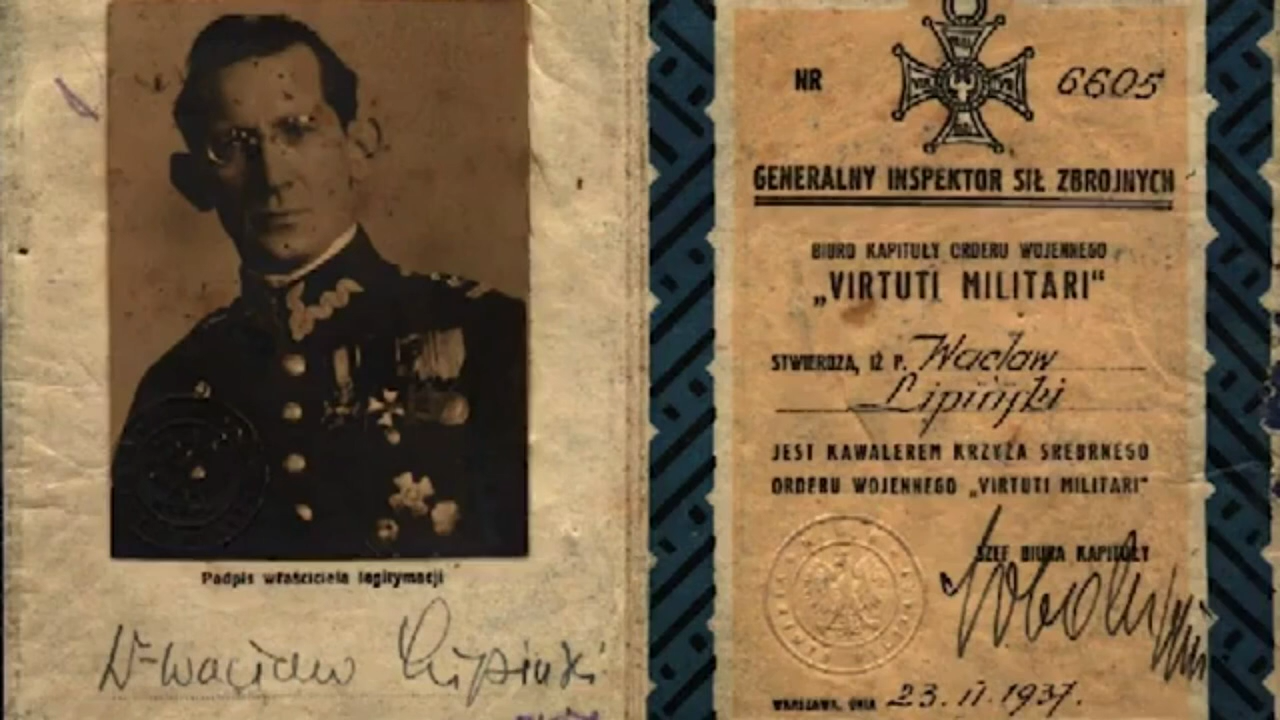 Padpis właściciela legitymacji
Dr Wacław Lipiński
NR 6605
GENERALNY INSPEKTOR SIŁ ZBROJNYCH
BIURO KAPITUŁY ORDERU WOJENNEGO
„VIRTUTI MILITARI“
STWIERDZA, IŻ P. Wacław
Lipiński
JEST KAWALEREM KRZYŻA SREBRNEGO
ORDERU WOJENNEGO „VIRTUTI MILITARI“
SZEF BIURA KAPITUŁY
WARSZAWA, DNIA 23.II.1937.